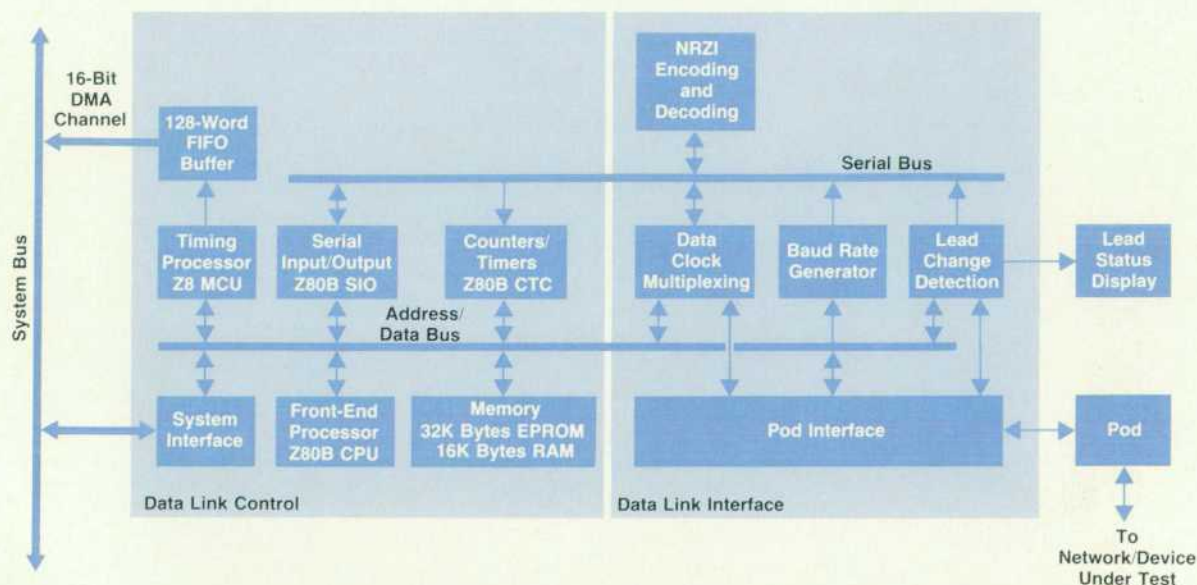 System Bus
16-Bit
DMA
Channel
128-Word
FIFO
Buffer
NRZI
Encoding
and
Decoding
Serial Bus
Timing
Processor
Z8 MCU
Serial
Input/Output
Z80B SIO
Counters/
Timers
Z80B CTC
Data
Clock
Multiplexing
Baud Rate
Generator
Lead
Change
Detection
Lead
Status
Display
Address/
Data Bus
System
Interface
Front-End
Processor
Z80B CPU
Memory
32K Bytes EPROM
16K Bytes RAM
Pod Interface
Pod
Data Link Control
Data Link Interface
To
Network/Device
Under Test